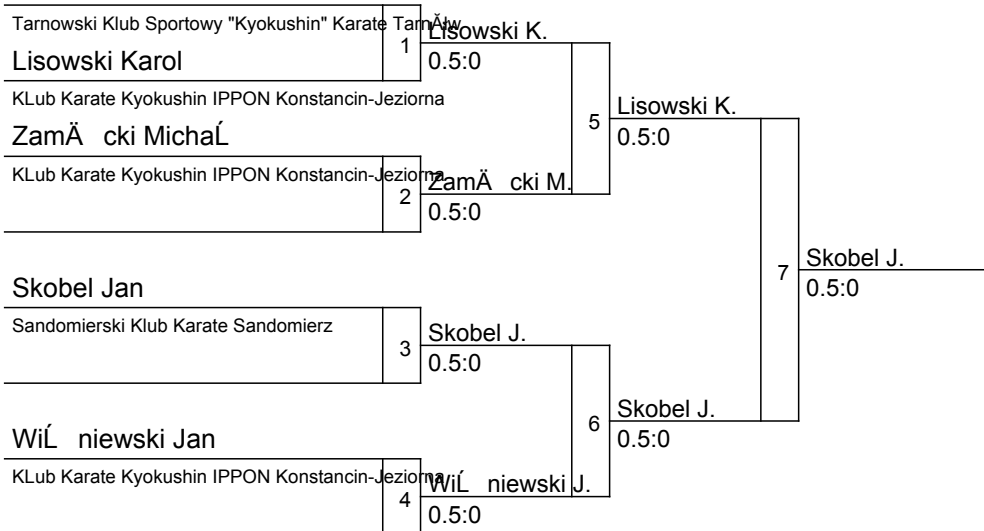 Tarnowski Klub Sportowy "Kyokushin" Karate TarnĂłw
1
Lisowski K.
0.5:0
Lisowski Karol
KLub Karate Kyokushin IPPON Konstancin-Jeziorna
5
Lisowski K.
0.5:0
ZamÄ cki MichaĹ
KLub Karate Kyokushin IPPON Konstancin-Jeziorna
2
ZamÄ cki M.
0.5:0
7
Skobel J.
0.5:0
Skobel Jan
Sandomierski Klub Karate Sandomierz
3
Skobel J.
0.5:0
6
Skobel J.
0.5:0
WiĹ niewski Jan
KLub Karate Kyokushin IPPON Konstancin-Jeziorna
4
WiĹ niewski J.
0.5:0